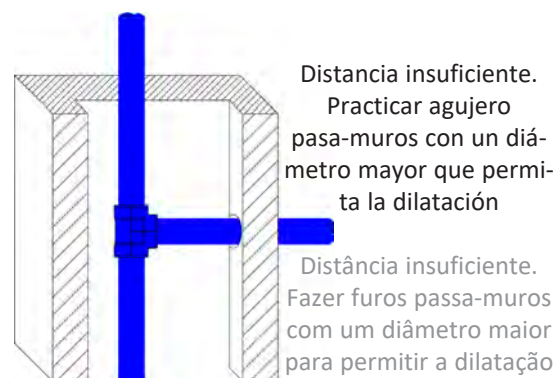 Distancia insuficiente.
Practicar agujero
pasa-muros con un diá-
metro mayor que permi-
ta la dilatación
Distância insuficiente.
Fazer furos passa-muros
com um diâmetro maior
para permitir a dilatação